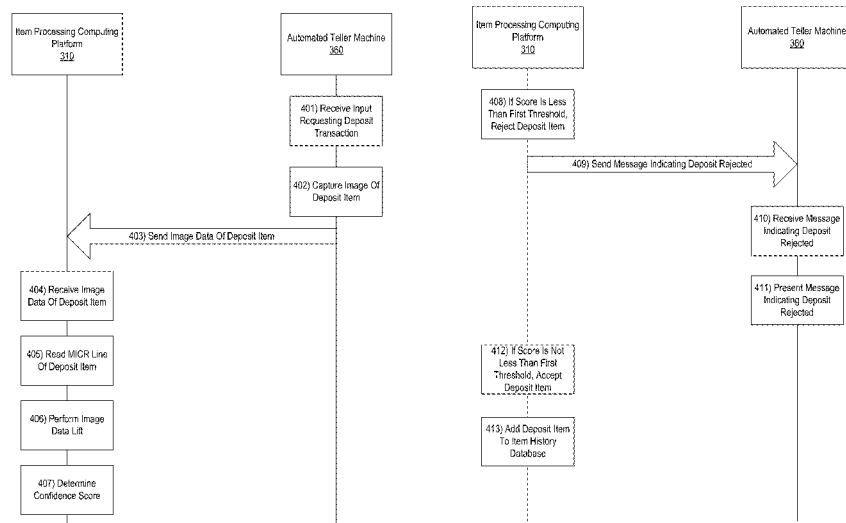 Item Processing Computing
Platform
310
Automated Teller Machine
360
401) Receive Input
Requesting Deposit
Transaction
402) Capture Image Of
Deposit Item
403) Send Image Data Of Deposit Item
404) Receive Image
Data Of Deposit Item
405) Read MICR Line
Of Deposit Item
406) Perform Image
Data Lift
407) Determine
Confidence Score
Item Processing Computing
Platform
310
Automated Teller Machine
360
408) If Score Is Less
Than First Threshold,
Reject Deposit Item
409) Send Message Indicating Deposit Rejected
410) Receive Message
Indicating Deposit
Rejected
411) Present Message
Indicating Deposit
Rejected
412) If Score Is Not
Less Than First
Threshold, Accept
Deposit Item
413) Add Deposit Item
To Item History
Database